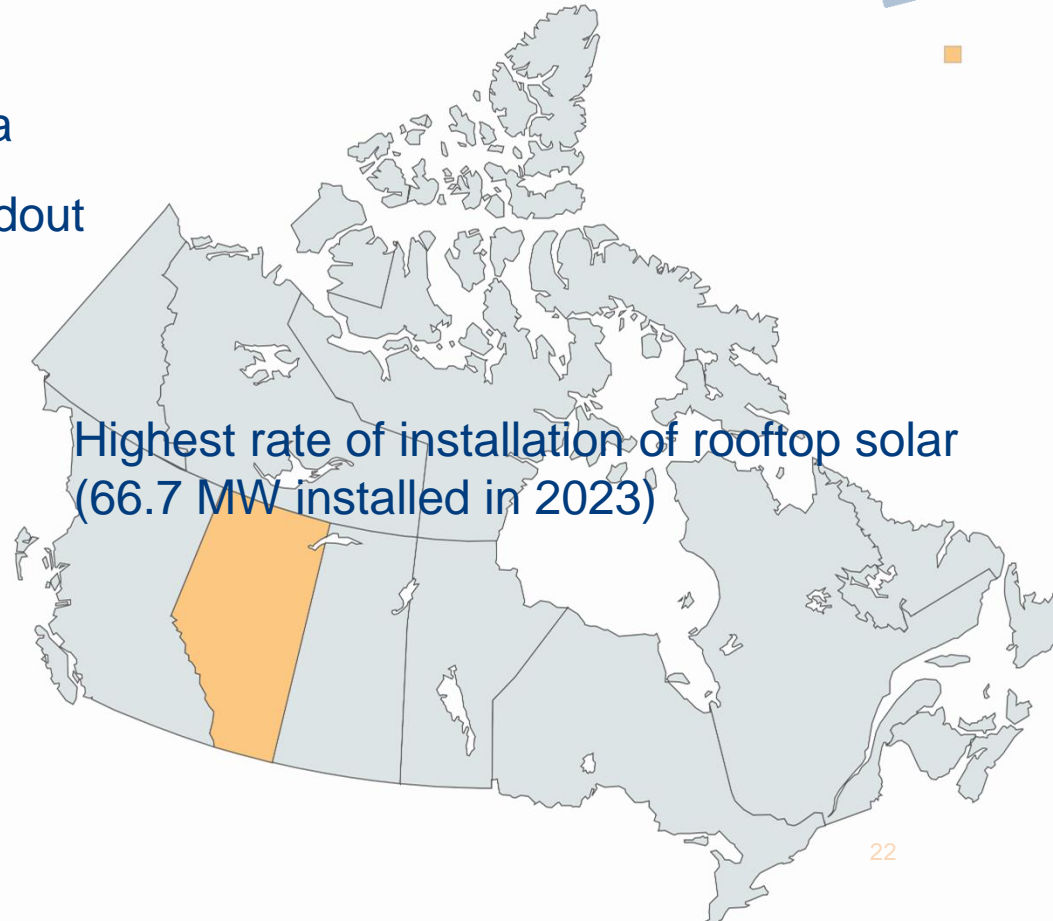 a
dout
Highest rate of installation of rooftop solar
(66.7 MW installed in 2023)
22